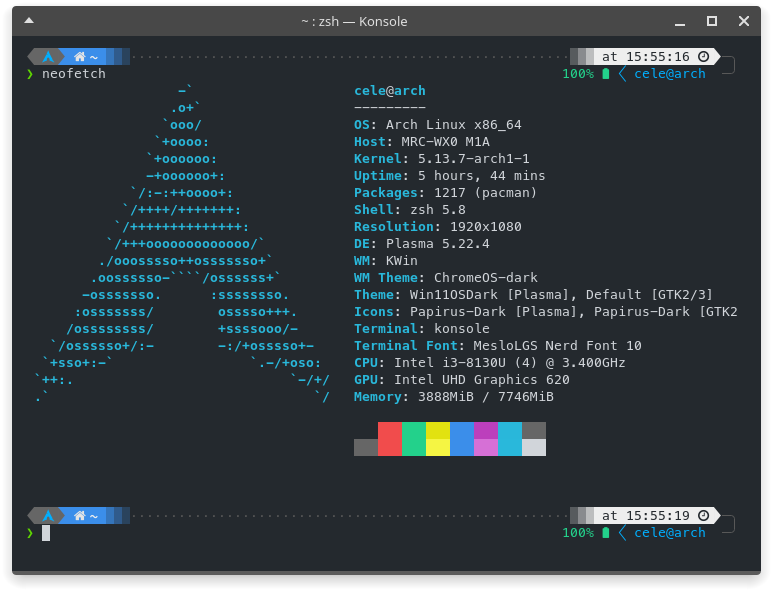 ~ : zsh — Konsole
~ at 15:55:16
❯ neofetch 100% cele@arch
-`
.o+`
`ooo/
`+oooo:
`+oooooo:
-+oooooo+:
`/:-:++oooo+:
`/++++/+++++++:
`/++++++++++++++:
`/+++ooooooooooooo/`
./ooosssso++osssssso+`
.oossssso-````/ossssss+`
-osssssso. :ssssssso.
:osssssss/ osssso+++.
/ossssssss/ +ssssooo/-
`/ossssso+/:- -:/+osssso+-
`+sso+:-` `.-/+oso:
`++:. `-/+/
.` `/
cele@arch
---------
OS: Arch Linux x86_64
Host: MRC-WX0 M1A
Kernel: 5.13.7-arch1-1
Uptime: 5 hours, 44 mins
Packages: 1217 (pacman)
Shell: zsh 5.8
Resolution: 1920x1080
DE: Plasma 5.22.4
WM: KWin
WM Theme: ChromeOS-dark
Theme: Win11OSDark [Plasma], Default [GTK2/3]
Icons: Papirus-Dark [Plasma], Papirus-Dark [GTK2
Terminal: konsole
Terminal Font: MesloLGS Nerd Font 10
CPU: Intel i3-8130U (4) @ 3.400GHz
GPU: Intel UHD Graphics 620
Memory: 3888MiB / 7746MiB
~ at 15:55:19
❯ 100% cele@arch